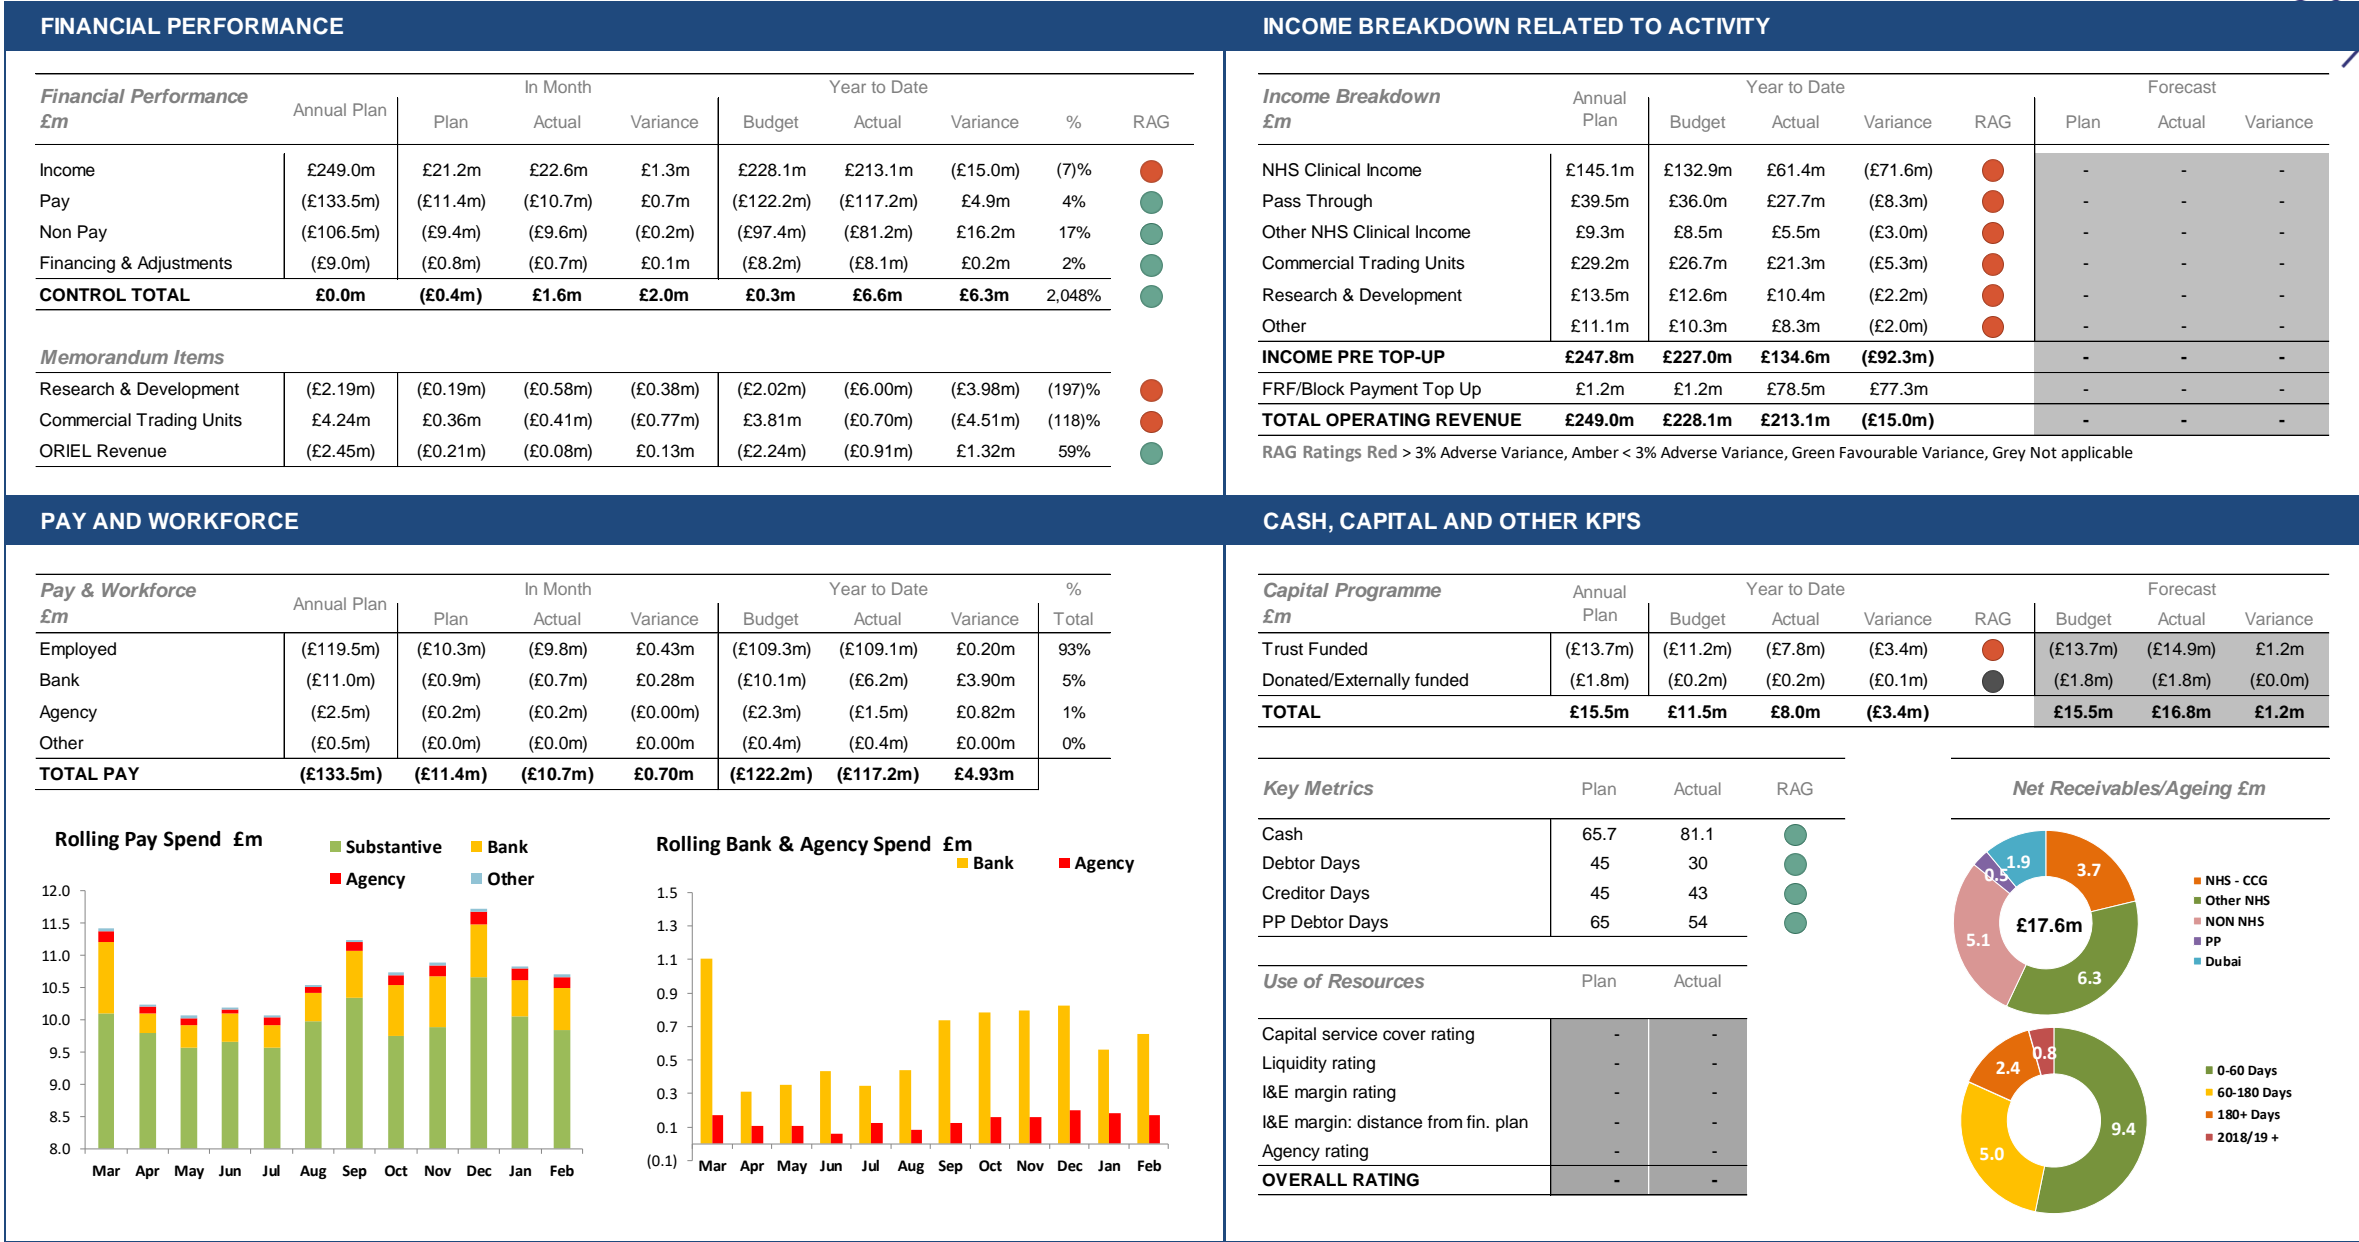 FINANCIAL PERFORMANCE
Financial Performance £m Annual Plan In Month Year to Date
Plan Actual Variance Budget Actual Variance % RAG
Income £249.0m £21.2m £22.6m £1.3m £228.1m £213.1m (£15.0m) (7)%
Pay (£133.5m) (£11.4m) (£10.7m) £0.7m (£122.2m) (£117.2m) £4.9m 4%
Non Pay (£106.5m) (£9.4m) (£9.6m) (£0.2m) (£97.4m) (£81.2m) £16.2m 17%
Financing & Adjustments (£9.0m) (£0.8m) (£0.7m) £0.1m (£8.2m) (£8.1m) £0.2m 2%
CONTROL TOTAL £0.0m (£0.4m) £1.6m £2.0m £0.3m £6.6m £6.3m 2,048%
Memorandum Items
Research & Development (£2.19m) (£0.19m) (£0.58m) (£0.38m) (£2.02m) (£6.00m) (£3.98m) (197)%
Commercial Trading Units £4.24m £0.36m (£0.41m) (£0.77m) £3.81m (£0.70m) (£4.51m) (118)%
ORIEL Revenue (£2.45m) (£0.21m) (£0.08m) £0.13m (£2.24m) (£0.91m) £1.32m 59%
INCOME BREAKDOWN RELATED TO ACTIVITY
Income Breakdown £m Annual Plan Year to Date Forecast
Budget Actual Variance RAG Plan Actual Variance
NHS Clinical Income £145.1m £132.9m £61.4m (£71.6m) - - -
Pass Through £39.5m £36.0m £27.7m (£8.3m) - - -
Other NHS Clinical Income £9.3m £8.5m £5.5m (£3.0m) - - -
Commercial Trading Units £29.2m £26.7m £21.3m (£5.3m) - - -
Research & Development £13.5m £12.6m £10.4m (£2.2m) - - -
Other £11.1m £10.3m £8.3m (£2.0m) - - -
INCOME PRE TOP-UP £247.8m £227.0m £134.6m (£92.3m) - - -
FRF/Block Payment Top Up £1.2m £1.2m £78.5m £77.3m - - -
TOTAL OPERATING REVENUE £249.0m £228.1m £213.1m (£15.0m) - - -
RAG Ratings Red > 3% Adverse Variance, Amber < 3% Adverse Variance, Green Favourable Variance, Grey Not applicable
PAY AND WORKFORCE
Pay & Workforce £m Annual Plan In Month Year to Date % Total
Plan Actual Variance Budget Actual Variance
Employed (£119.5m) (£10.3m) (£9.8m) £0.43m (£109.3m) (£109.1m) £0.20m 93%
Bank (£11.0m) (£0.9m) (£0.7m) £0.28m (£10.1m) (£6.2m) £3.90m 5%
Agency (£2.5m) (£0.2m) (£0.2m) (£0.00m) (£2.3m) (£1.5m) £0.82m 1%
Other (£0.5m) (£0.0m) (£0.0m) £0.00m (£0.4m) (£0.4m) £0.00m 0%
TOTAL PAY (£133.5m) (£11.4m) (£10.7m) £0.70m (£122.2m) (£117.2m) £4.93m
Rolling Pay Spend £m
Substantive Bank
Agency Other
12.0
11.5
11.0
10.5
10.0
9.5
9.0
8.5
8.0
Mar Apr May Jun Jul Aug Sep Oct Nov Dec Jan Feb
Rolling Bank & Agency Spend £m
Bank Agency
1.5
1.3
1.1
0.9
0.7
0.5
0.3
0.1
(0.1)
Mar Apr May Jun Jul Aug Sep Oct Nov Dec Jan Feb
CASH, CAPITAL AND OTHER KPI'S
Capital Programme £m Annual Plan Year to Date Forecast
Budget Actual Variance RAG Budget Actual Variance
Trust Funded (£13.7m) (£11.2m) (£7.8m) (£3.4m) (£13.7m) (£14.9m) £1.2m
Donated/Externally funded (£1.8m) (£0.2m) (£0.2m) (£0.1m) (£1.8m) (£1.8m) (£0.0m)
TOTAL £15.5m £11.5m £8.0m (£3.4m) £15.5m £16.8m £1.2m
Key Metrics Plan Actual RAG
Cash 65.7 81.1
Debtor Days 45 30
Creditor Days 45 43
PP Debtor Days 65 54
Use of Resources Plan Actual
Capital service cover rating - -
Liquidity rating - -
I&E margin rating - -
I&E margin: distance from fin. plan - -
Agency rating - -
OVERALL RATING - -
Net Receivables/Ageing £m
1.9
3.7
0.5
£17.6m
5.1
6.3
NHS - CCG
Other NHS
NON NHS
PP
Dubai
0.8
2.4
9.4
5.0
0-60 Days
60-180 Days
180+ Days
2018/19 +